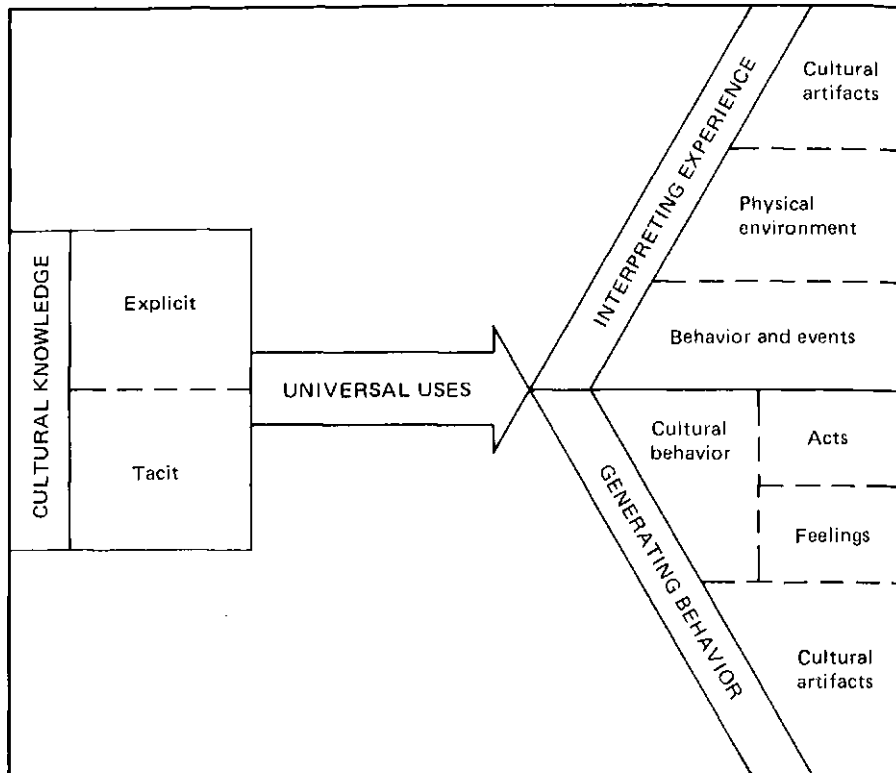 CULTURAL KNOWLEDGE
Explicit
Tacit
UNIVERSAL USES
INTERPRETING EXPERIENCE
Cultural
artifacts
Physical
environment
Behavior and events
GENERATING BEHAVIOR
Cultural
behavior
Acts
Feelings
Cultural
artifacts